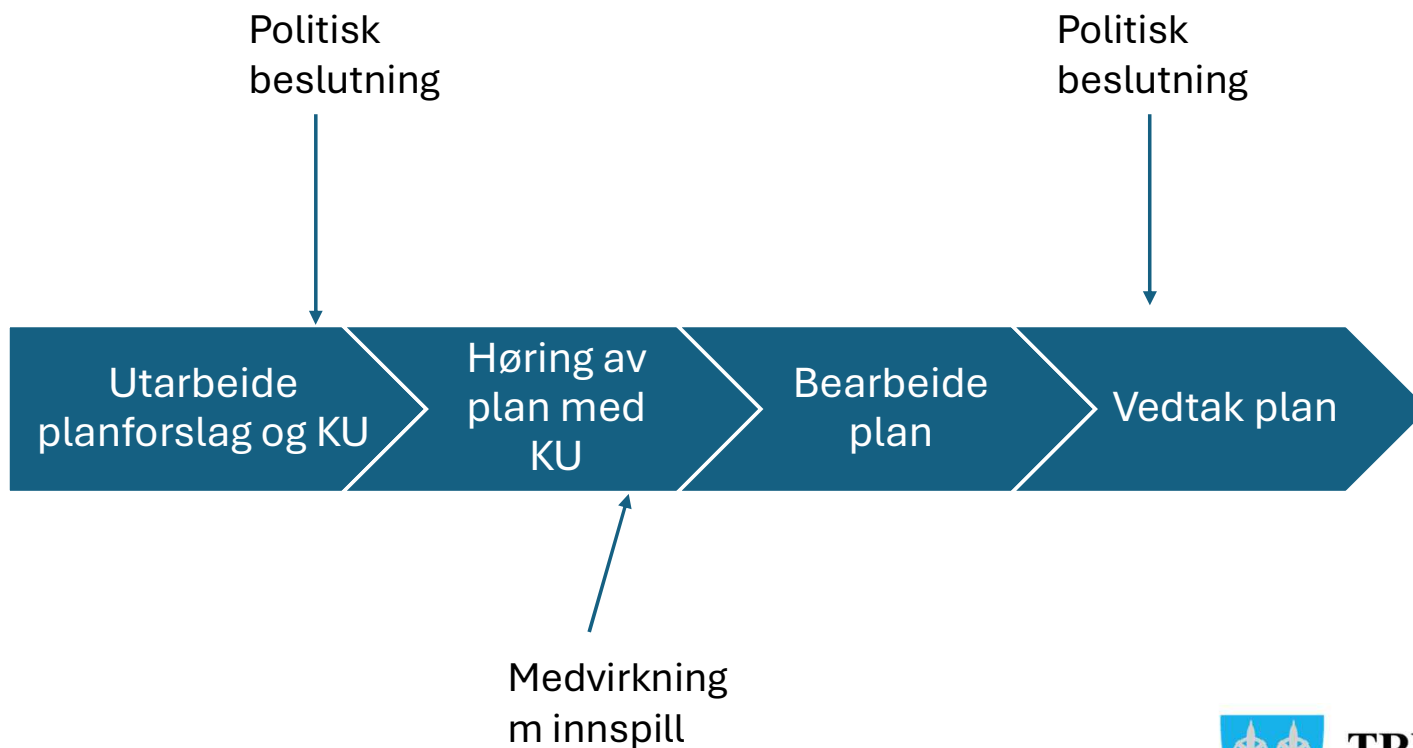 Politisk
beslutning
Politisk
beslutning
Utarbeide
planforslag og KU
Høring av
plan med
KU
Bearbeide
plan
Vedtak plan
Medvirkning
m innspill